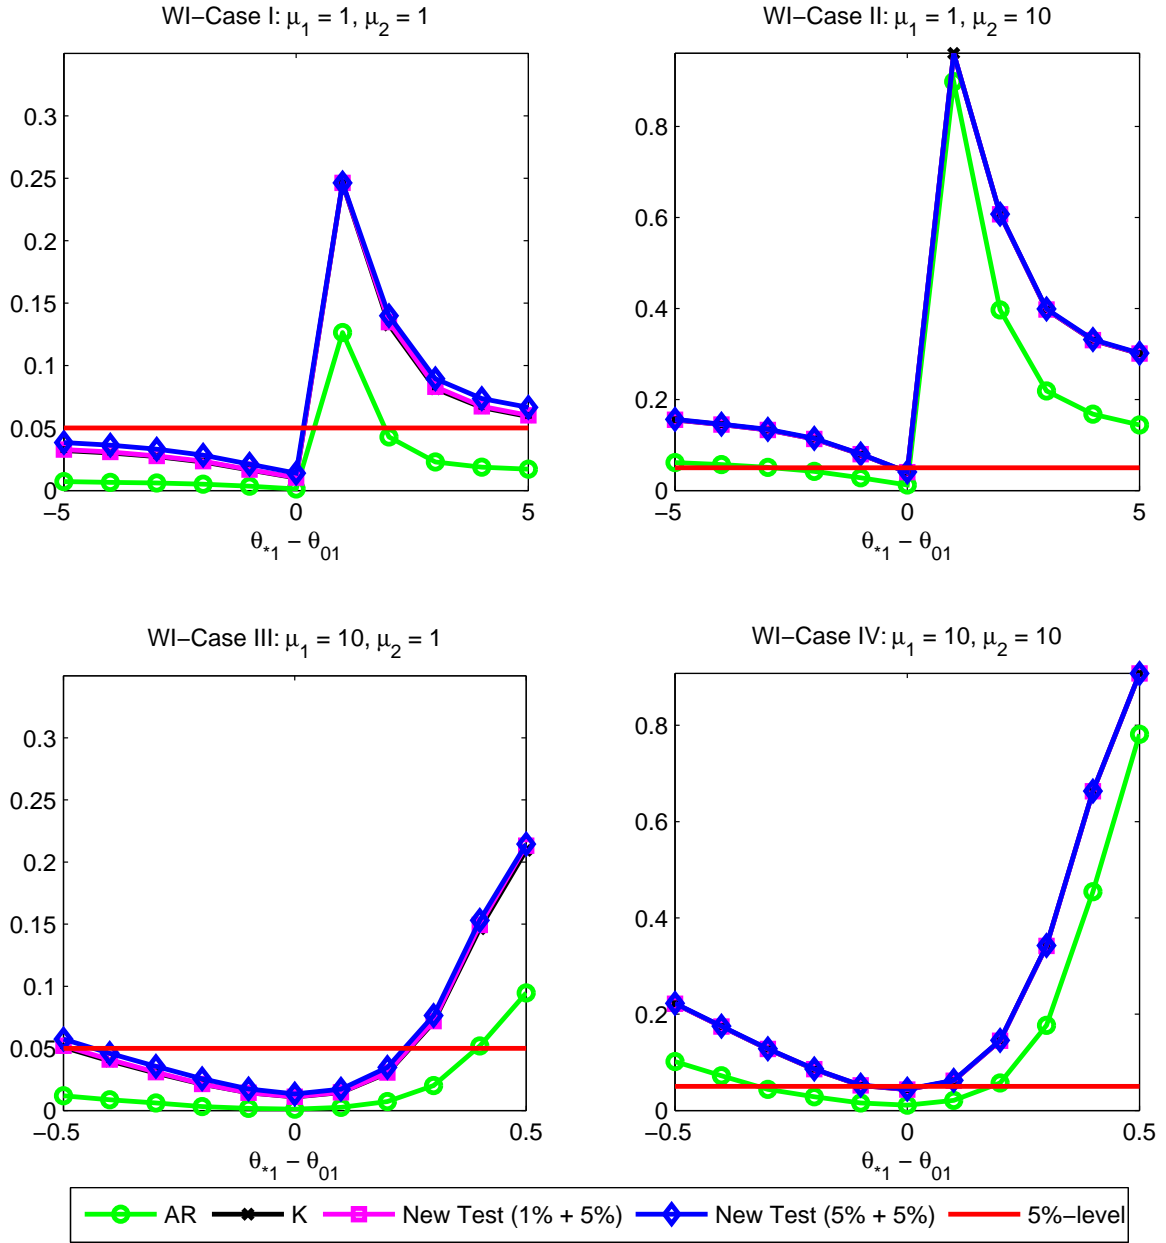 WI−Case I: μ1 = 1, μ2 = 1
0.3
0.25
0.2
0.15
0.1
0.05
0
−5
0
5
θ*1 − θ01
WI−Case II: μ1 = 1, μ2 = 10
0.8
0.6
0.4
0.2
0
−5
0
5
θ*1 − θ01
WI−Case III: μ1 = 10, μ2 = 1
0.3
0.25
0.2
0.15
0.1
0.05
0
−0.5
0
0.5
θ*1 − θ01
WI−Case IV: μ1 = 10, μ2 = 10
0.8
0.6
0.4
0.2
0
−0.5
0
0.5
θ*1 − θ01
AR
K
New Test (1% + 5%)
New Test (5% + 5%)
5%−level